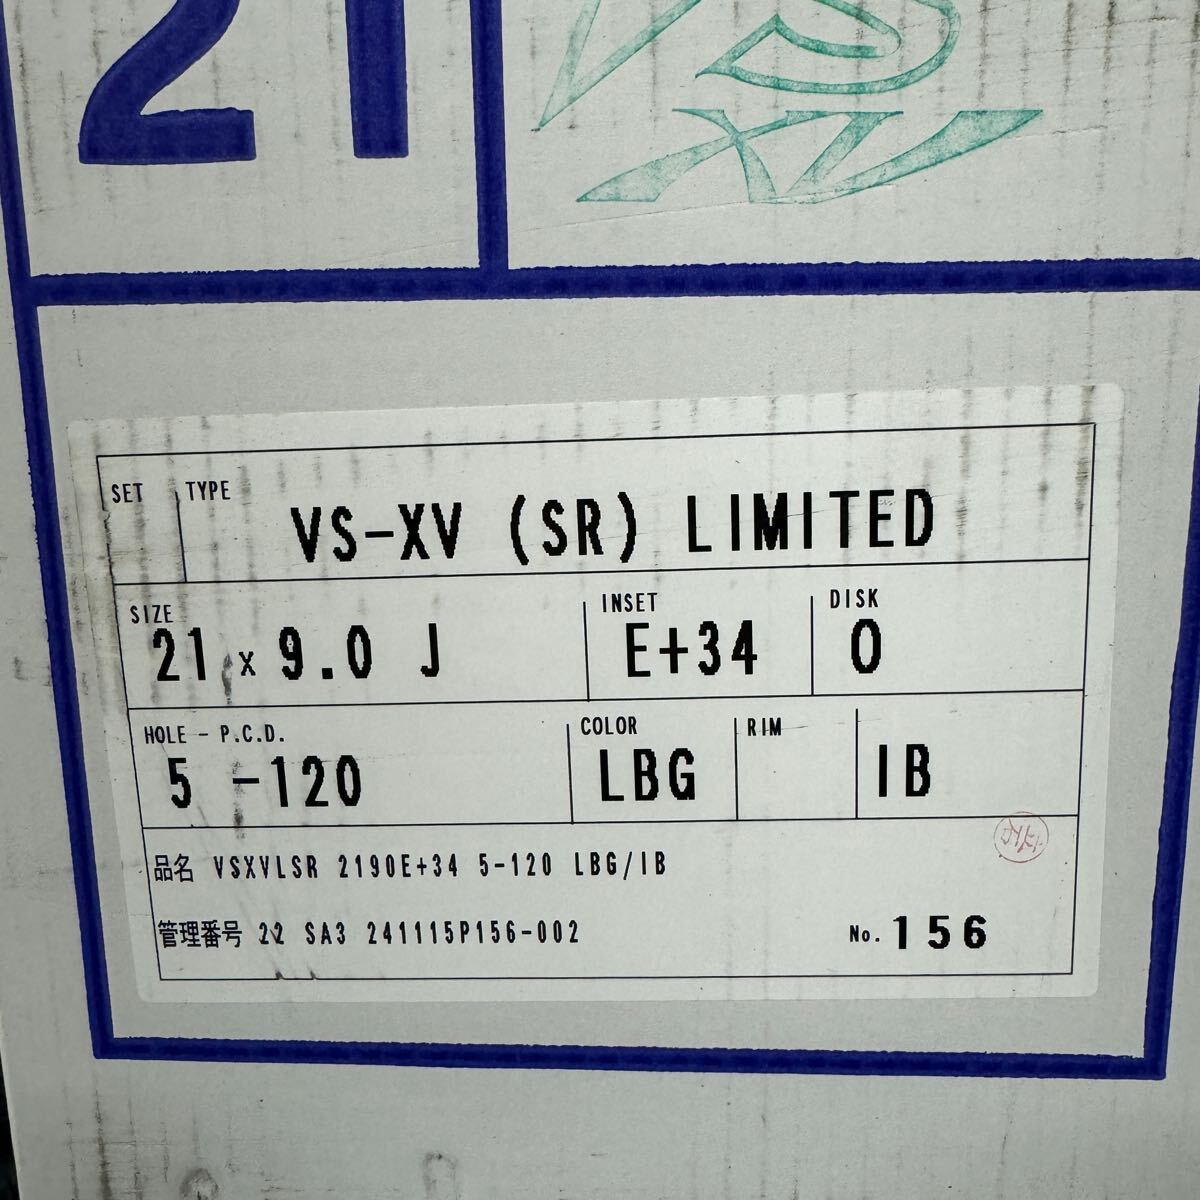 21
VS
XV
SET TYPE
VS-XV (SR) LIMITED
SIZE INSET DISK
21 x 9.0 J E+34 O
HOLE - P.C.D. COLOR RIM
5 -120 LBG IB
品名 VSXVLSR 2190E+34 5-120 LBG/IB
管理番号 22 SA3 241115P156-002 No. 156